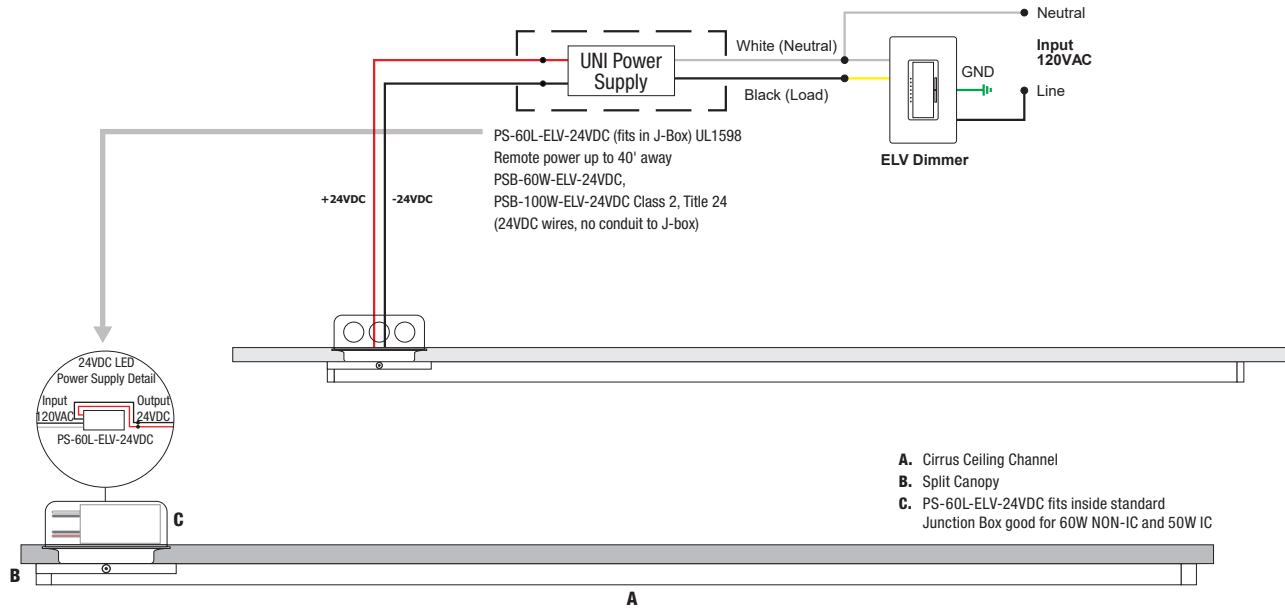 Neutral
Input
120VAC
Line
White (Neutral)
UNI Power
Supply
Black (Load)
GND
ELV Dimmer
PS-60L-ELV-24VDC (fits in J-Box) UL1598
Remote power up to 40' away
PSB-60W-ELV-24VDC,
PSB-100W-ELV-24VDC Class 2, Title 24
(24VDC wires, no conduit to J-box)
+24VDC
-24VDC
24VDC LED
Power Supply Detail
Input
Output
120VAC
24VDC
PS-60L-ELV-24VDC
A. Cirrus Ceiling Channel
B. Split Canopy
C. PS-60L-ELV-24VDC fits inside standard
Junction Box good for 60W NON-IC and 50W IC
C
B
A